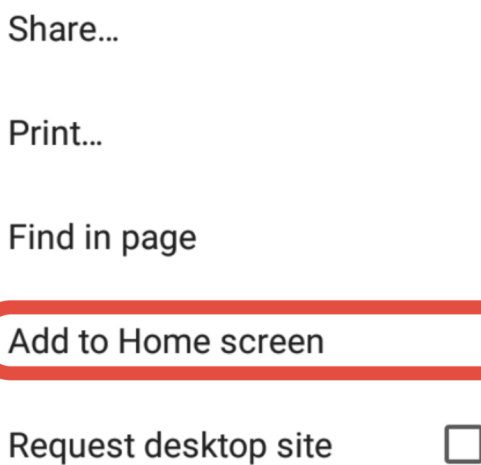 Share...
Print...
Find in page
Add to Home screen
Request desktop site